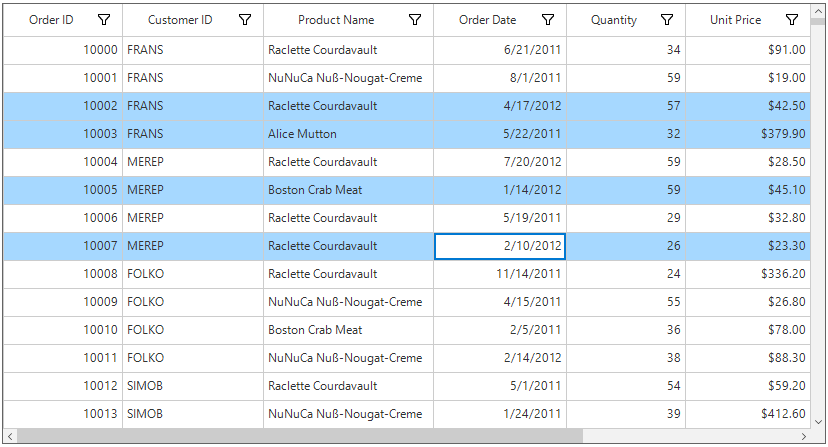 Order ID Customer ID Product Name Order Date Quantity Unit Price
10000 FRANS Raclette Courdavault 6/21/2011 34 $91.00
10001 FRANS NuNuCa Nuß-Nougat-Creme 8/1/2011 59 $19.00
10002 FRANS Raclette Courdavault 4/17/2012 57 $42.50
10003 FRANS Alice Mutton 5/22/2011 32 $379.90
10004 MEREP Raclette Courdavault 7/20/2012 59 $28.50
10005 MEREP Boston Crab Meat 1/14/2012 59 $45.10
10006 MEREP Raclette Courdavault 5/19/2011 29 $32.80
10007 MEREP Raclette Courdavault 2/10/2012 26 $23.30
10008 FOLKO Raclette Courdavault 11/14/2011 24 $336.20
10009 FOLKO NuNuCa Nuß-Nougat-Creme 4/15/2011 55 $26.80
10010 FOLKO Boston Crab Meat 2/5/2011 36 $78.00
10011 FOLKO NuNuCa Nuß-Nougat-Creme 2/14/2012 38 $88.30
10012 SIMOB Raclette Courdavault 5/1/2011 54 $59.20
10013 SIMOB NuNuCa Nuß-Nougat-Creme 1/24/2011 39 $412.60